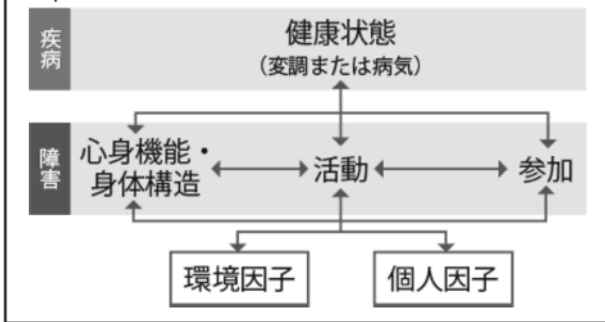 疾病
健康状態
（変調または病気）
障害
心身機能・
身体構造
活動
参加
環境因子
個人因子